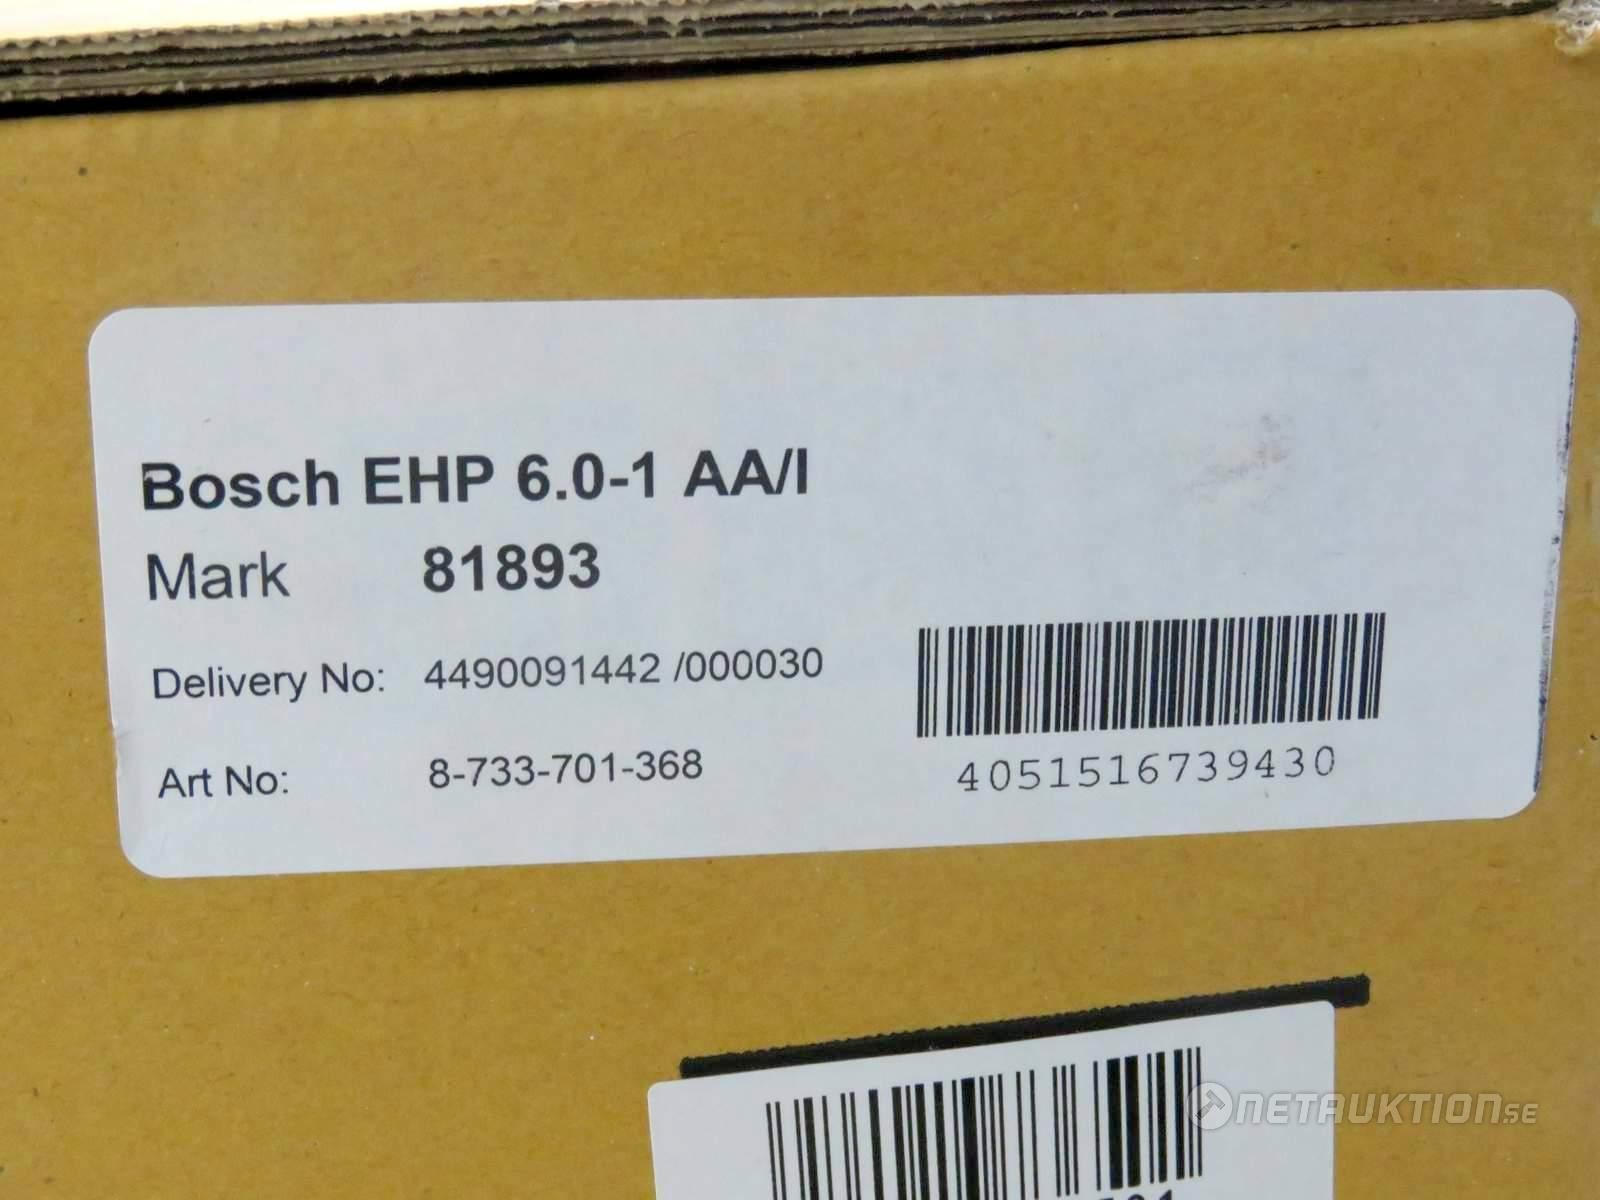 Bosch EHP 6.0-1 AA/I
Mark 81893
Delivery No: 4490091442 /000030
Art No: 8-733-701-368
4051516739430
NETAUKTION.SE